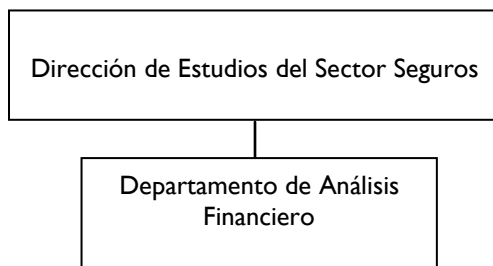 Dirección de Estudios del Sector Seguros
Departamento de Análisis
Financiero